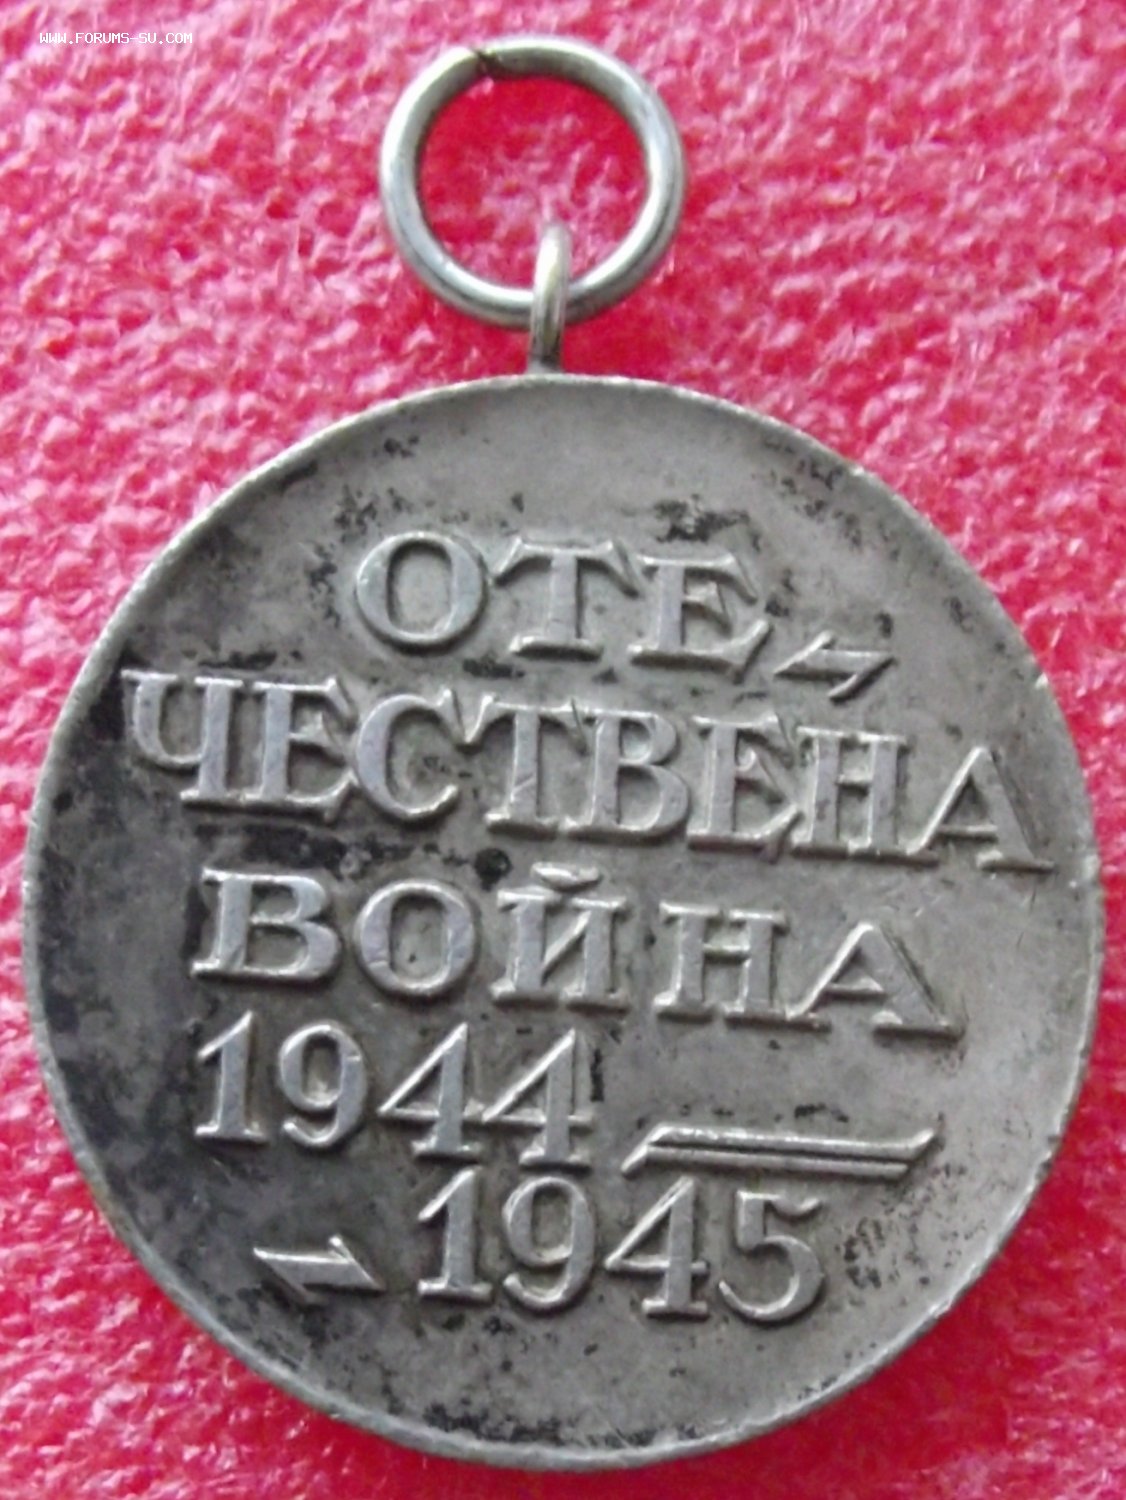 www.forums-su.com
ОТЕ-
ЧЕСТВЕНА
ВОЙНА
1944 —
- 1945